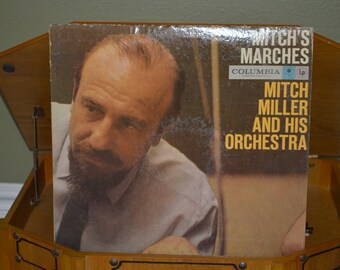 MITCH'S
MARCHES
COLUMBIA lp
MITCH
MILLER
AND HIS
ORCHESTRA